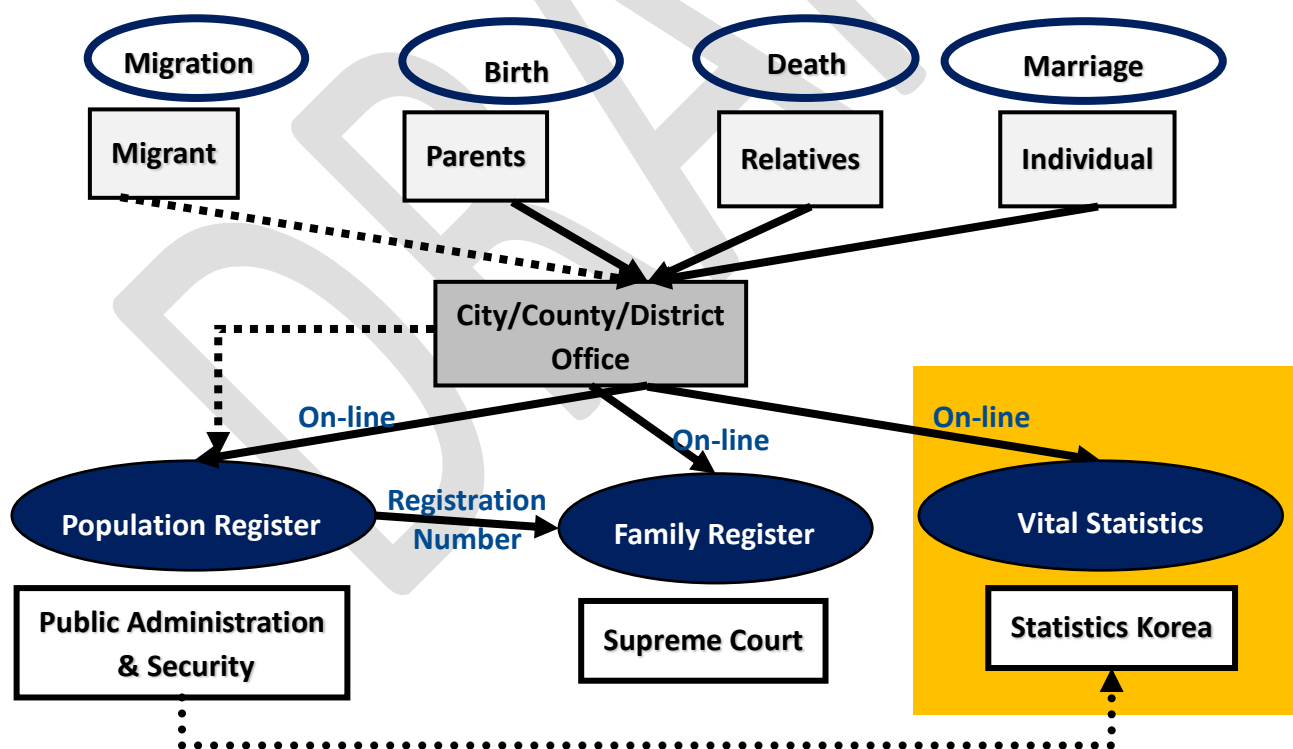 Migration
Birth
Death
Marriage
Migrant
Parents
Relatives
Individual
City/County/District
Office
On-line
On-line
On-line
Population Register
Registration
Number
Family Register
Vital Statistics
Public Administration
& Security
Supreme Court
Statistics Korea